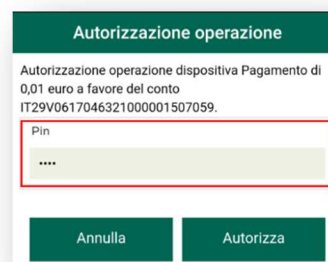 Autorizzazione operazione
Autorizzazione operazione dispositiva Pagamento di
0,01 euro a favore del conto
IT29V0617046321000001507059.
Pin
••••
Annulla
Autorizza